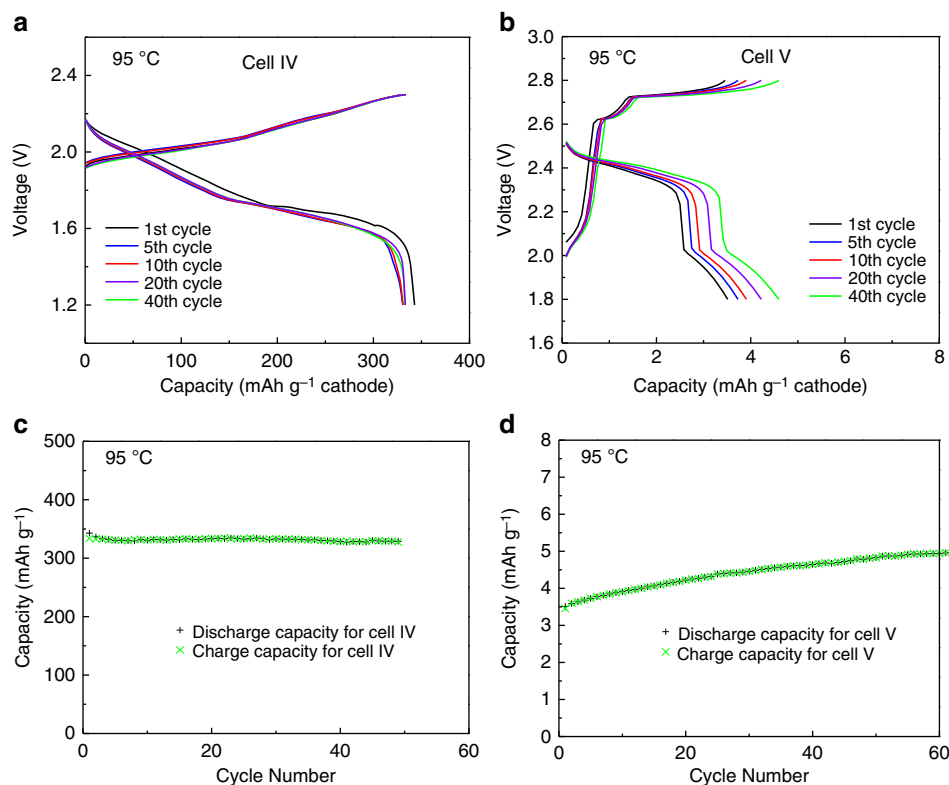 a
95 °C
Cell IV
2.4
2.0
1.6
1.2
Voltage (V)
1st cycle
5th cycle
10th cycle
20th cycle
40th cycle
0
100
200
300
400
Capacity (mAh g⁻¹ cathode)
b
95 °C
Cell V
3.0
2.8
2.6
2.4
2.2
2.0
1.8
1.6
Voltage (V)
1st cycle
5th cycle
10th cycle
20th cycle
40th cycle
0
2
4
6
8
Capacity (mAh g⁻¹ cathode)
c
95 °C
500
400
300
200
100
0
Capacity (mAh g⁻¹)
Discharge capacity for cell IV
Charge capacity for cell IV
0
20
40
60
Cycle Number
d
95 °C
8
7
6
5
4
3
2
1
0
Capacity (mAh g⁻¹)
Discharge capacity for cell V
Charge capacity for cell V
0
20
40
60
Cycle Number